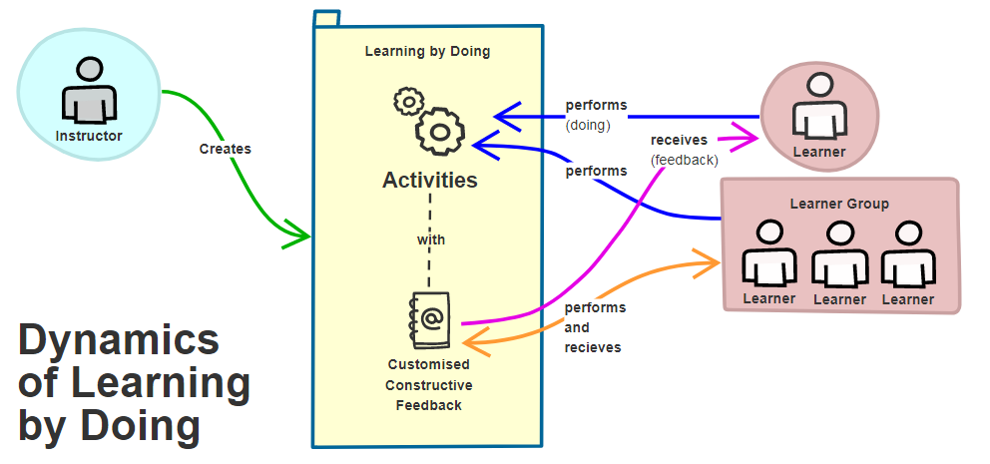 Instructor
Creates
Learning by Doing
Activities
with
Customised
Constructive
Feedback
performs
(doing)
receives
(feedback)
performs
performs
and
recieves
Learner
Learner Group
Learner Learner Learner
Dynamics
of Learning
by Doing